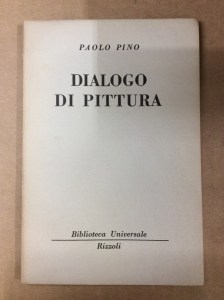 PAOLO PINO
DIALOGO
DI PITTURA
Biblioteca Universale
Rizzoli